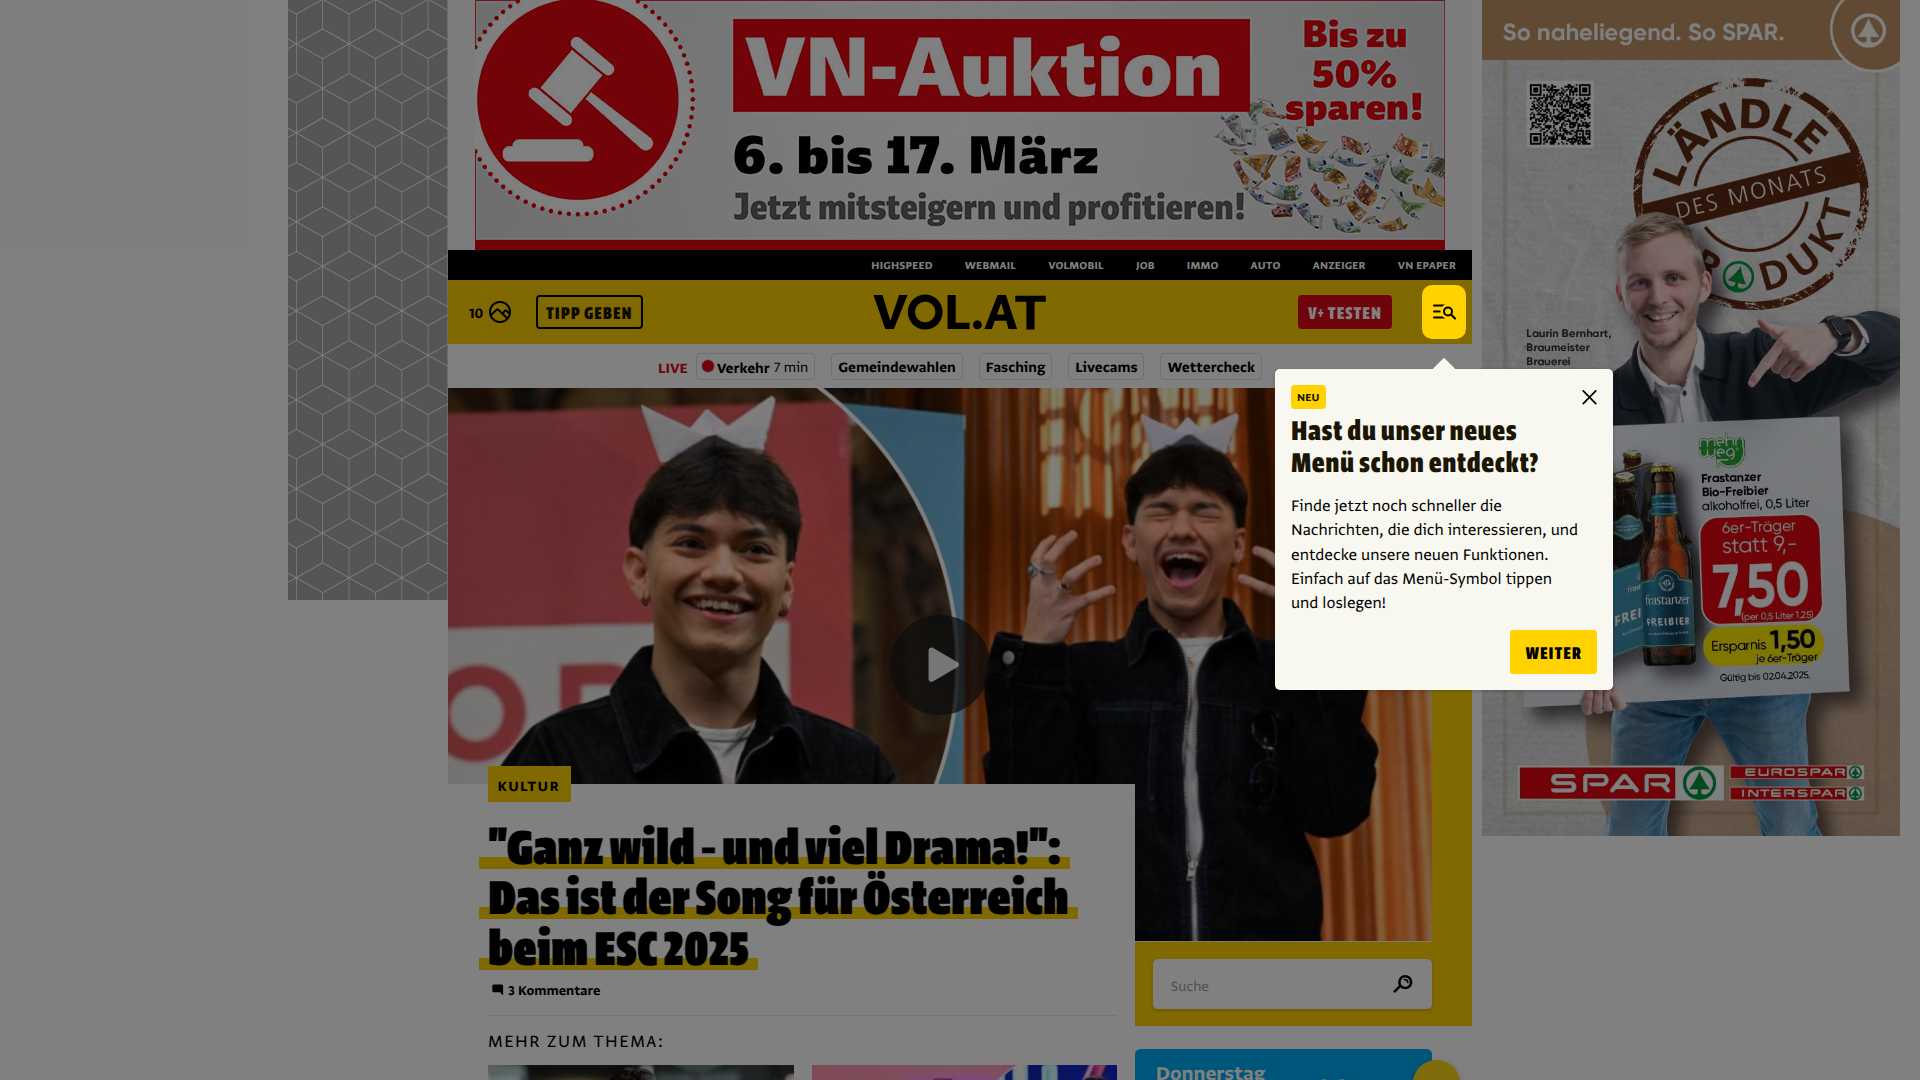 VN-Auktion
6. bis 17. März
Jetzt mitsteigern und profitieren!
Bis zu
50%
sparen!
So naheliegend. So SPAR.
LÄNDLE
DES MONATS
PRODUKT
Laurin Bernhart,
Braumeister
Brauerei
mehr
weg
Frastanzer
Bio-Freibier
alkoholfrei, 0,5 Liter
6er-Träger
statt 9,-
7,50
(per 0,5 Liter 1,25)
Ersparnis 1,50
je 6er-Träger
Gültig bis 02.04.2025.
frastanzer
FREIBIER
FREI
SPAR
EUROSPAR
INTERSPAR
HIGHSPEED WEBMAIL VOLMOBIL JOB IMMO AUTO ANZEIGER VN EPAPER
10 TIPP GEBEN VOL.AT V+ TESTEN
LIVE Verkehr 7 min Gemeindewahlen Fasching Livecams Wettercheck
NEU
Hast du unser neues
Menü schon entdeckt?
Finde jetzt noch schneller die
Nachrichten, die dich interessieren, und
entdecke unsere neuen Funktionen.
Einfach auf das Menü-Symbol tippen
und loslegen!
WEITER
KULTUR
"Ganz wild - und viel Drama!":
Das ist der Song für Österreich
beim ESC 2025
3 Kommentare
MEHR ZUM THEMA:
Suche
Donnerstag